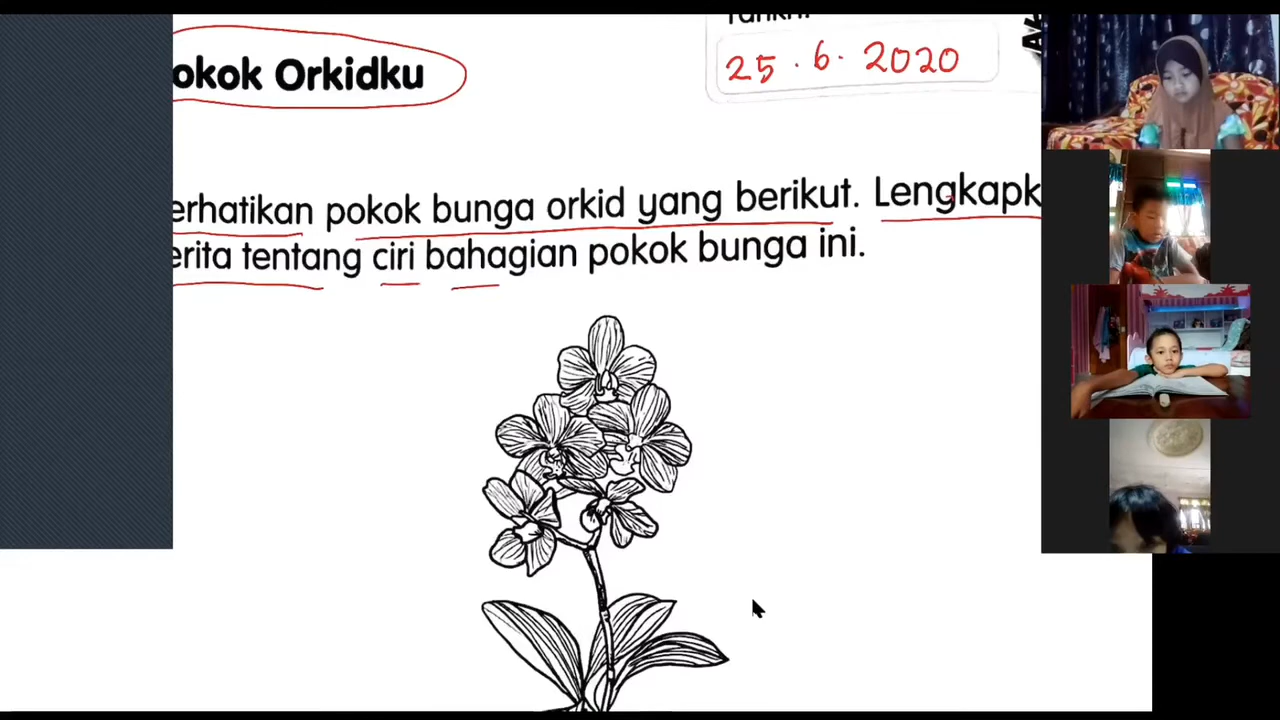 25.6.2020
okok Orkidku
erhatikan pokok bunga orkid yang berikut. Lengkapk
erita tentang ciri bahagian pokok bunga ini.